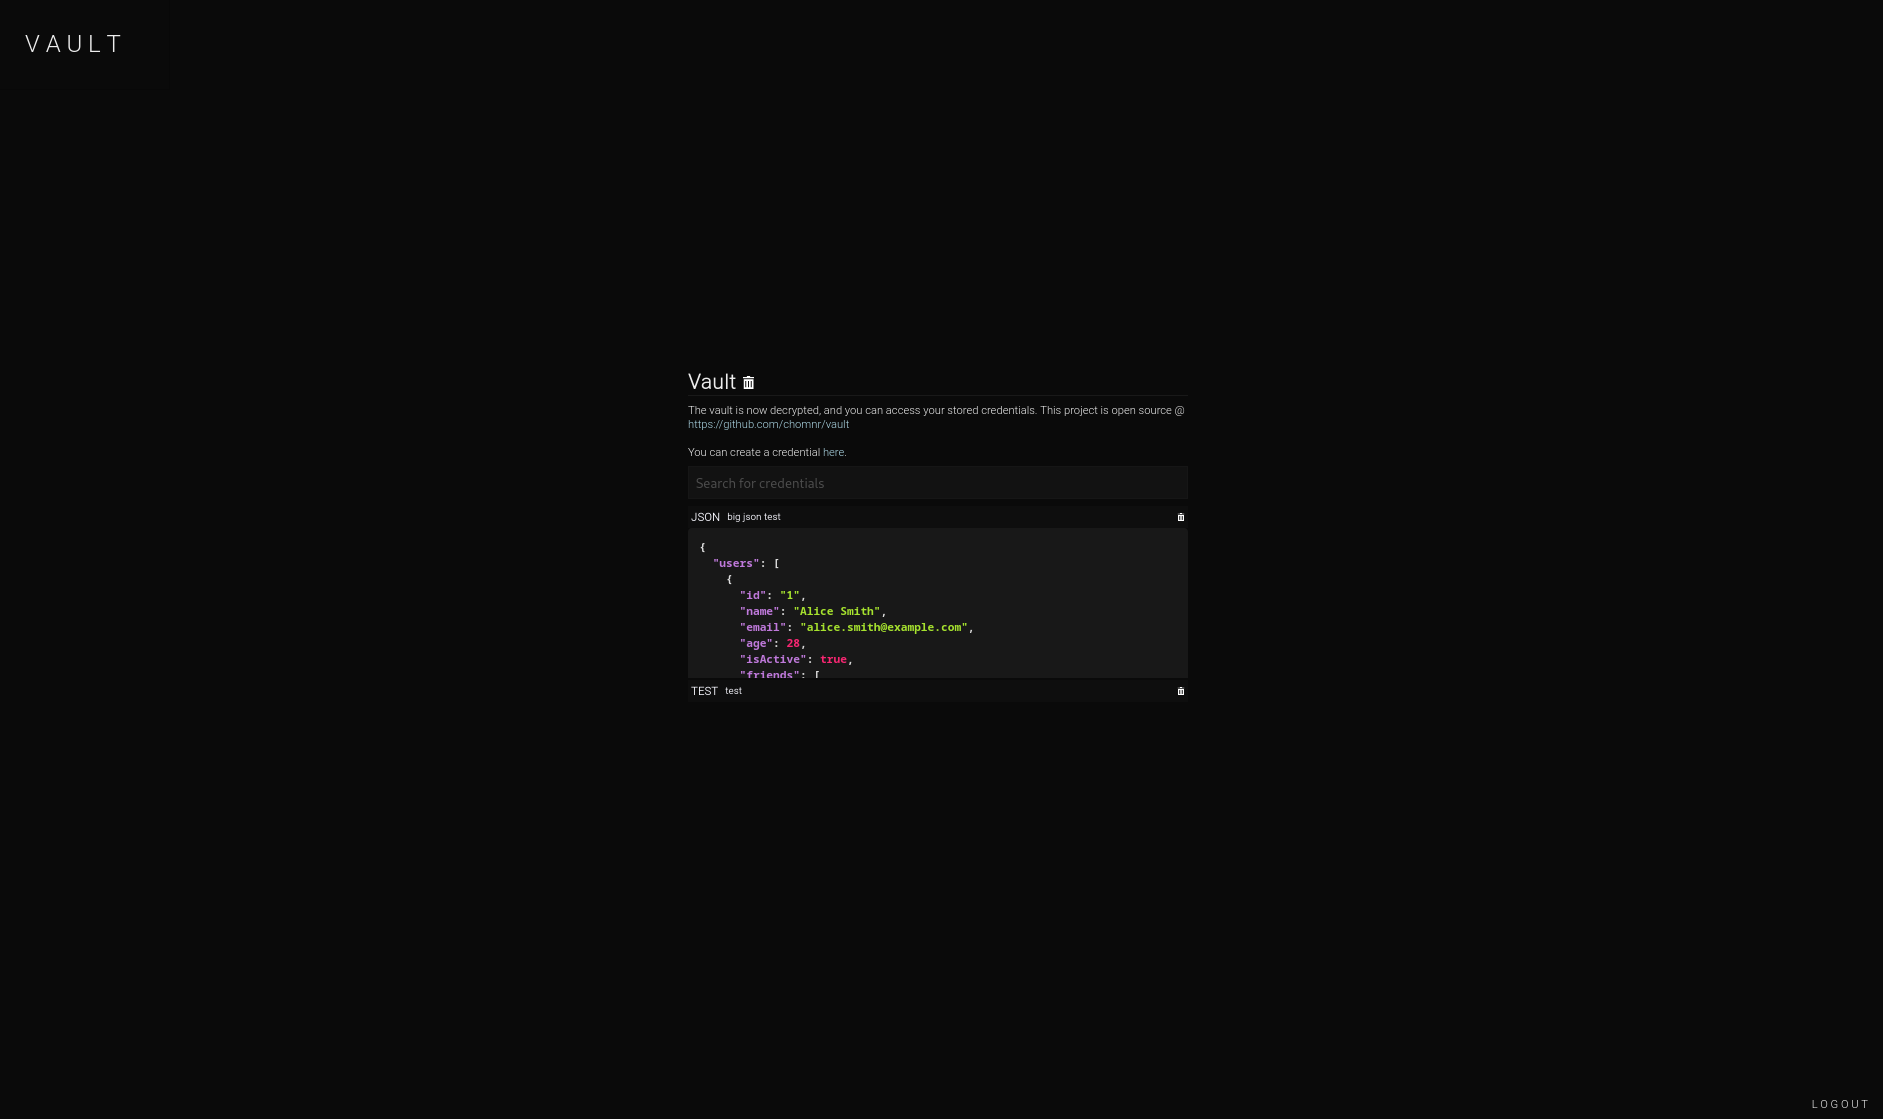 VAULT
Vault
The vault is now decrypted, and you can access your stored credentials. This project is open source @
https://github.com/chomnr/vault
You can create a credential here.
Search for credentials
JSON big json test
{
"users": [
{
"id": "1",
"name": "Alice Smith",
"email": "alice.smith@example.com",
"age": 28,
"isActive": true,
"friends": [
TEST test
LOGOUT